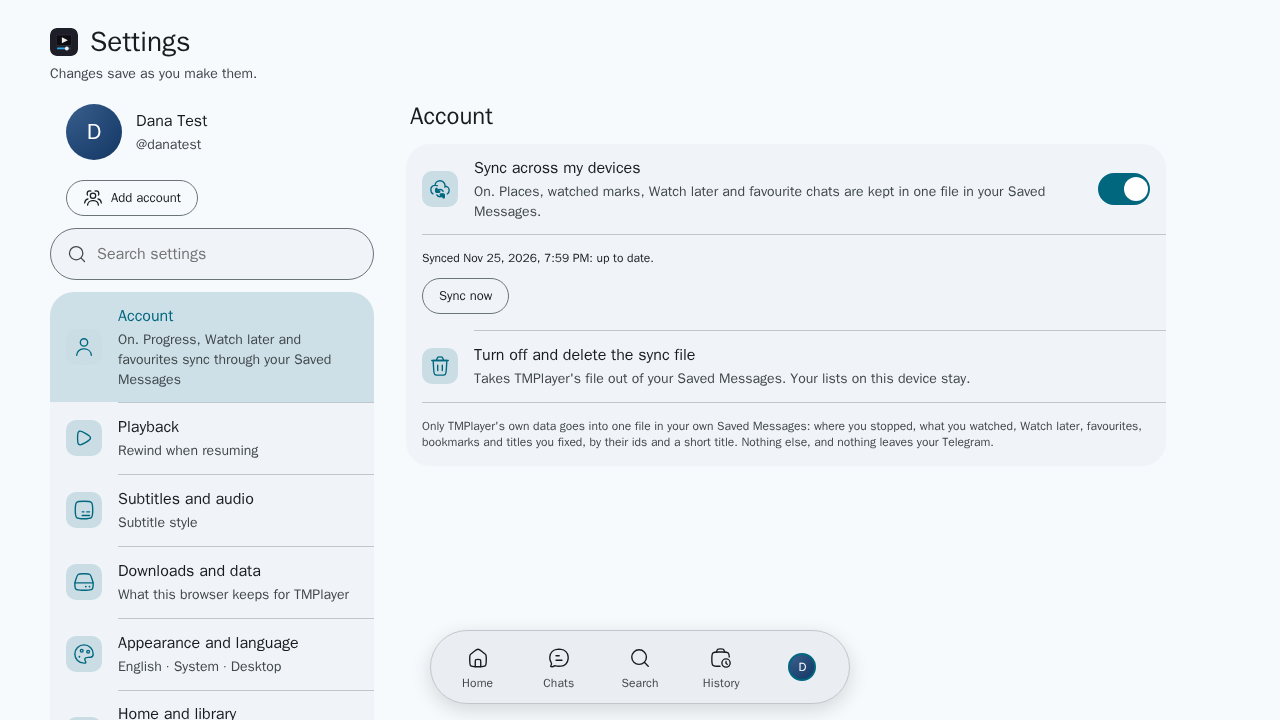 Settings
Changes save as you make them.
D
Dana Test
@danatest
Add account
Search settings
Account
On. Progress, Watch later and
favourites sync through your Saved
Messages
Playback
Rewind when resuming
Subtitles and audio
Subtitle style
Downloads and data
What this browser keeps for TMPlayer
Appearance and language
English · System · Desktop
Home and library
Account
Sync across my devices
On. Places, watched marks, Watch later and favourite chats are kept in one file in your Saved
Messages.
Synced Nov 25, 2026, 7:59 PM: up to date.
Sync now
Turn off and delete the sync file
Takes TMPlayer's file out of your Saved Messages. Your lists on this device stay.
Only TMPlayer's own data goes into one file in your own Saved Messages: where you stopped, what you watched, Watch later, favourites,
bookmarks and titles you fixed, by their ids and a short title. Nothing else, and nothing leaves your Telegram.
Home
Chats
Search
History
D